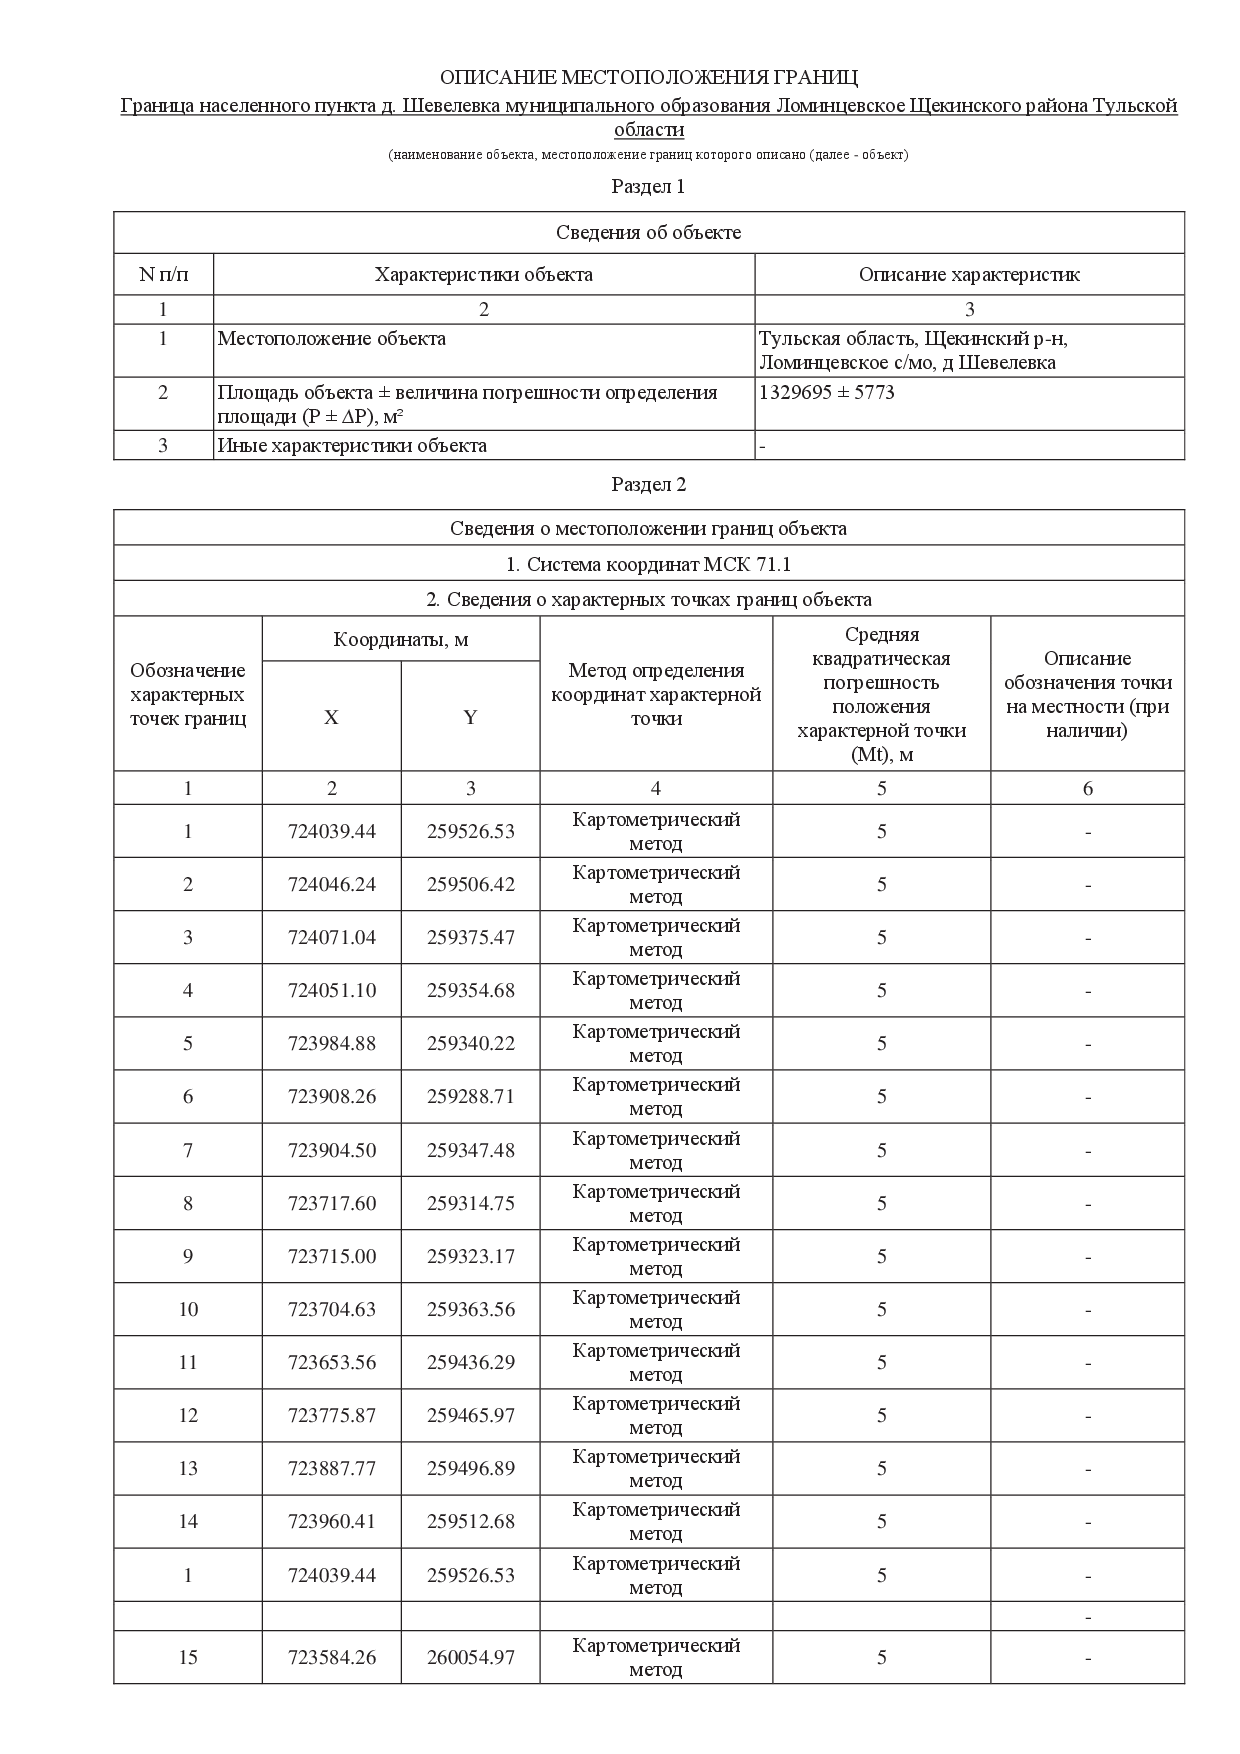 ОПИСАНИЕ МЕСТОПОЛОЖЕНИЯ ГРАНИЦ
Граница населенного пункта д. Шевелевка муниципального образования Ломинцевское Щекинского района Тульской
области
(наименование объекта, местоположение границ которого описано (далее - объект)
Раздел 1
Сведения об объекте
N п/п Характеристики объекта Описание характеристик
1 2 3
1 Местоположение объекта Тульская область, Щекинский р-н,
Ломинцевское с/мо, д Шевелевка
2 Площадь объекта ± величина погрешности определения 1329695 ± 5773
площади (P ± ΔP), м²
3 Иные характеристики объекта -
Раздел 2
Сведения о местоположении границ объекта
1. Система координат МСК 71.1
2. Сведения о характерных точках границ объекта
Обозначение
характерных
точек границ
Координаты, м
X Y
Метод определения
координат характерной
точки
Средняя
квадратическая
погрешность
положения
характерной точки
(Mt), м
Описание
обозначения точки
на местности (при
наличии)
1 2 3 4 5 6
1 724039.44 259526.53 Картометрический
метод 5 -
2 724046.24 259506.42 Картометрический
метод 5 -
3 724071.04 259375.47 Картометрический
метод 5 -
4 724051.10 259354.68 Картометрический
метод 5 -
5 723984.88 259340.22 Картометрический
метод 5 -
6 723908.26 259288.71 Картометрический
метод 5 -
7 723904.50 259347.48 Картометрический
метод 5 -
8 723717.60 259314.75 Картометрический
метод 5 -
9 723715.00 259323.17 Картометрический
метод 5 -
10 723704.63 259363.56 Картометрический
метод 5 -
11 723653.56 259436.29 Картометрический
метод 5 -
12 723775.87 259465.97 Картометрический
метод 5 -
13 723887.77 259496.89 Картометрический
метод 5 -
14 723960.41 259512.68 Картометрический
метод 5 -
1 724039.44 259526.53 Картометрический
метод 5 -
-
15 723584.26 260054.97 Картометрический
метод 5 -